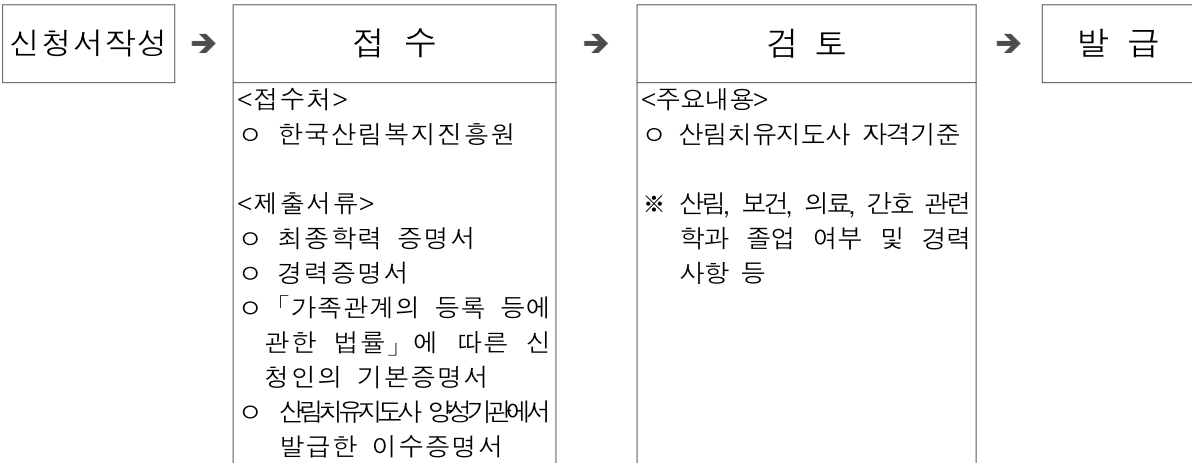 신청서작성 ➔ 접 수 ➔ 검 토 ➔ 발 급
<접수처>
ㅇ 한국산림복지진흥원
<제출서류>
ㅇ 최종학력 증명서
ㅇ 경력증명서
ㅇ 「가족관계의 등록 등에
관한 법률」에 따른 신
청인의 기본증명서
ㅇ 산림치유지도사 양성기관에서
발급한 이수증명서
<주요내용>
ㅇ 산림치유지도사 자격기준
※ 산림, 보건, 의료, 간호 관련
학과 졸업 여부 및 경력
사항 등